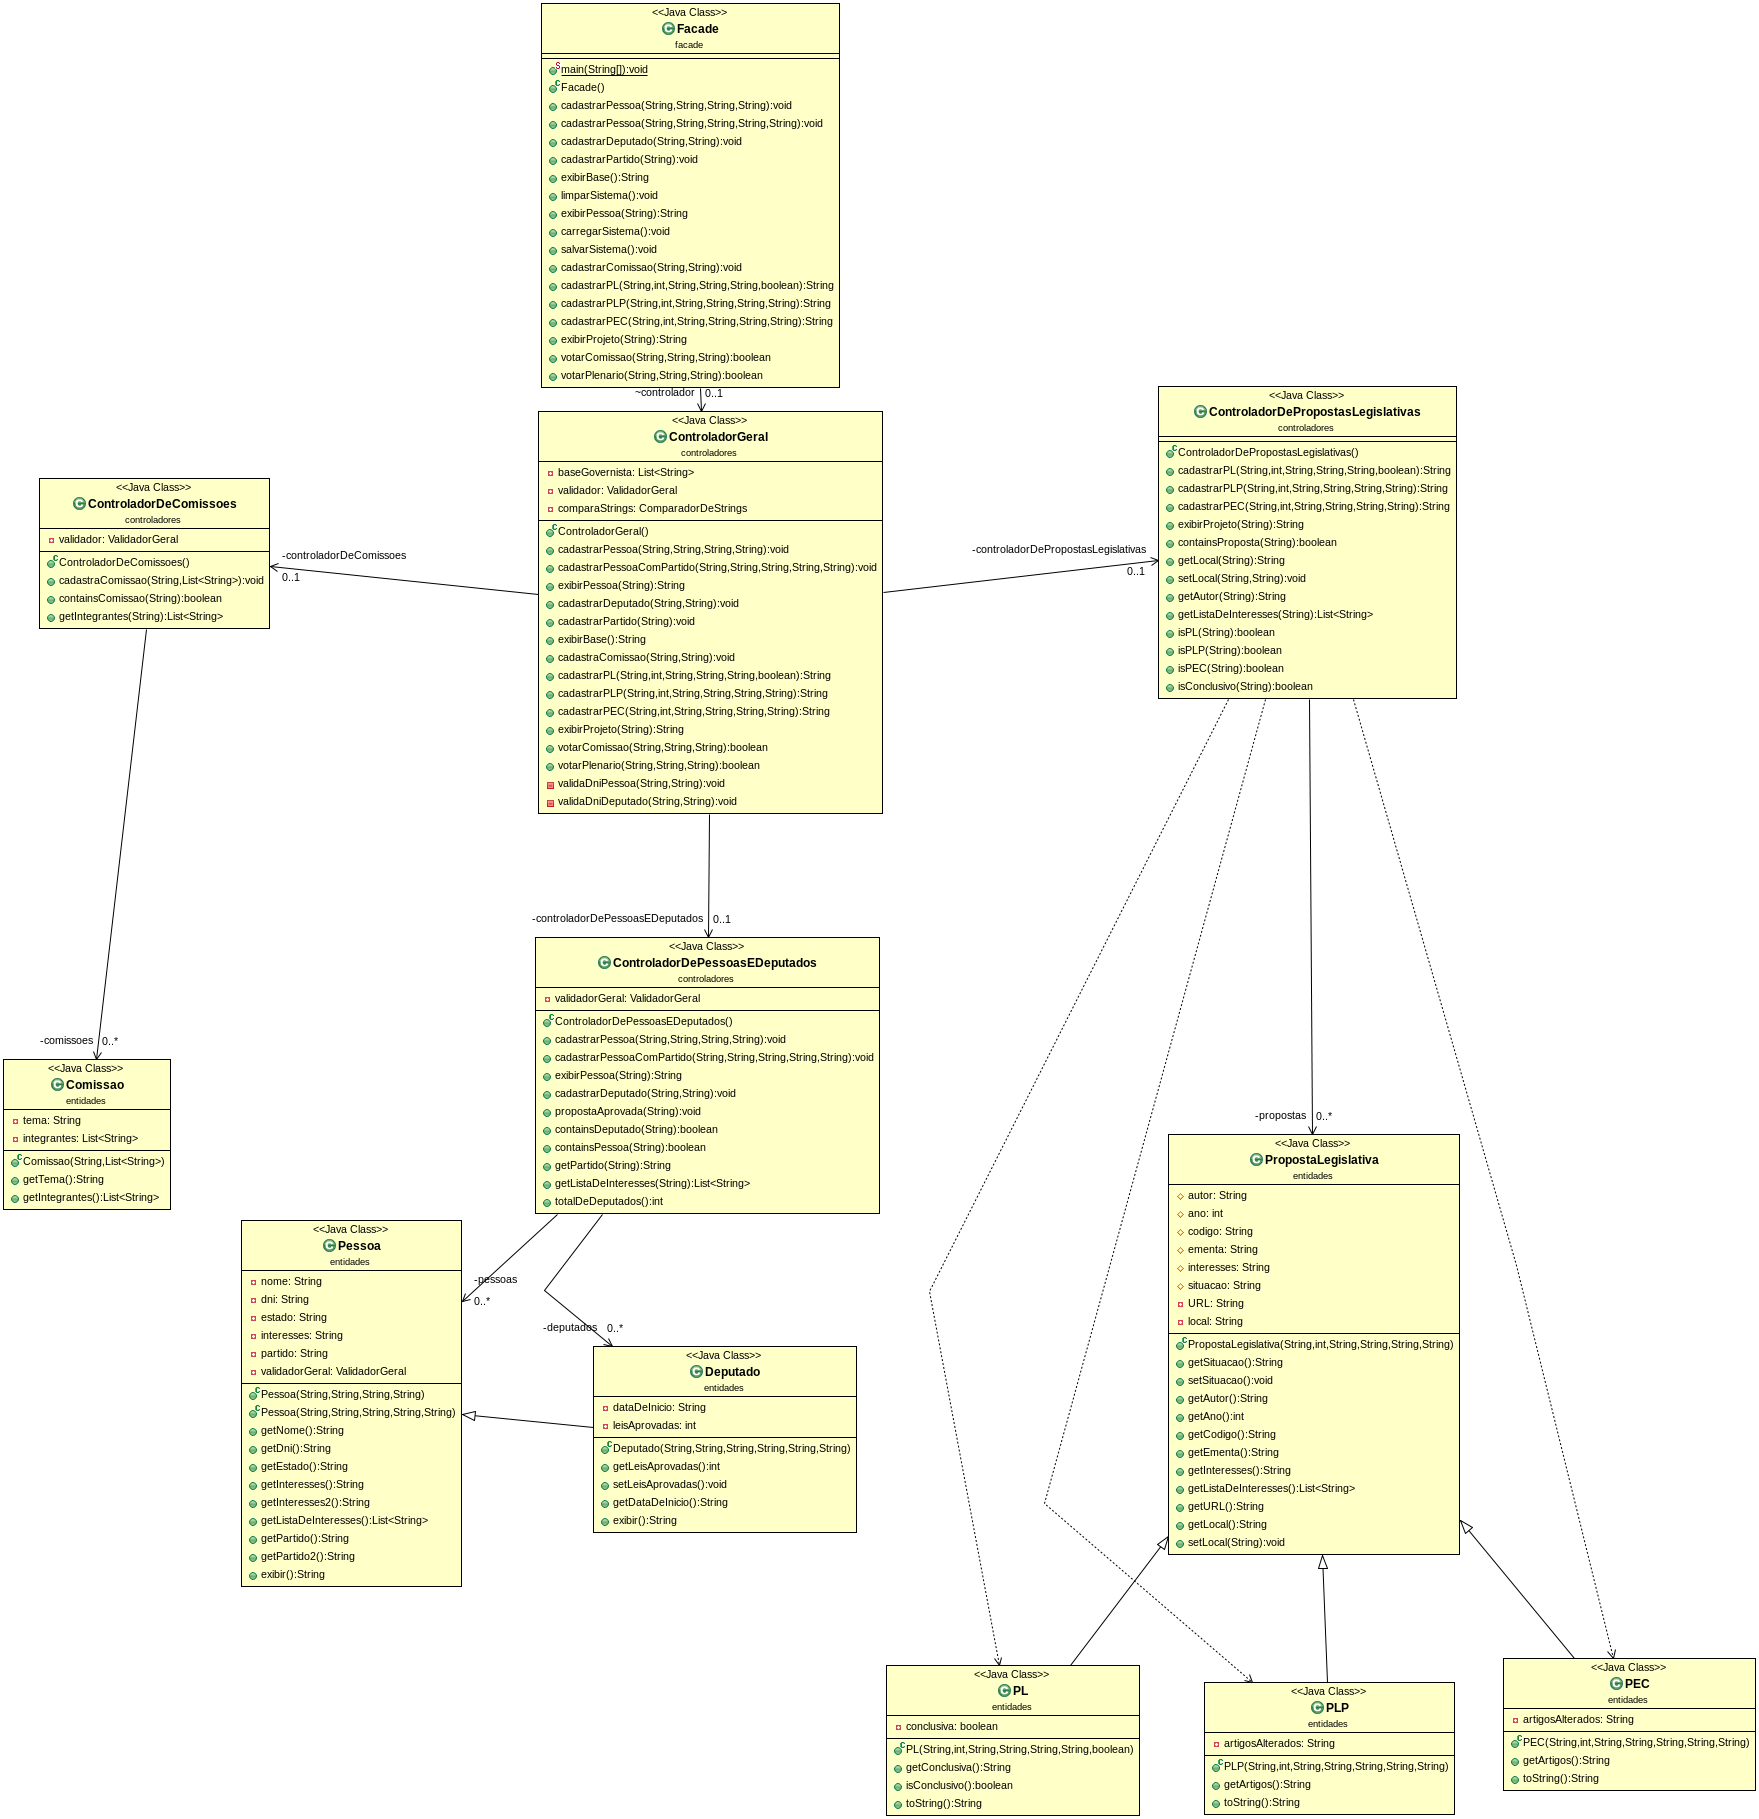 <<Java Class>>
Facade
facade
main(String[]):void
Facade()
cadastrarPessoa(String,String,String,String):void
cadastrarPessoa(String,String,String,String,String):void
cadastrarDeputado(String,String):void
cadastrarPartido(String):void
exibirBase():String
limparSistema():void
exibirPessoa(String):String
carregarSistema():void
salvarSistema():void
cadastrarComissao(String,String):void
cadastrarPL(String,int,String,String,String,boolean):String
cadastrarPLP(String,int,String,String,String,String):String
cadastrarPEC(String,int,String,String,String,String):String
exibirProjeto(String):String
votarComissao(String,String,String):boolean
votarPlenario(String,String,String):boolean
~controlador 0..1
<<Java Class>>
ControladorGeral
controladores
baseGovernista: List<String>
validador: ValidadorGeral
comparaStrings: ComparadorDeStrings
ControladorGeral()
cadastrarPessoa(String,String,String,String):void
cadastrarPessoaComPartido(String,String,String,String,String):void
exibirPessoa(String):String
cadastrarDeputado(String,String):void
cadastrarPartido(String):void
exibirBase():String
cadastraComissao(String,String):void
cadastrarPL(String,int,String,String,String,boolean):String
cadastrarPLP(String,int,String,String,String,String):String
cadastrarPEC(String,int,String,String,String,String):String
exibirProjeto(String):String
votarComissao(String,String,String):boolean
votarPlenario(String,String,String):boolean
validaDniPessoa(String,String):void
validaDniDeputado(String,String):void
-controladorDeComissoes
0..1
<<Java Class>>
ControladorDeComissoes
controladores
validador: ValidadorGeral
ControladorDeComissoes()
cadastraComissao(String,List<String>):void
containsComissao(String):boolean
getIntegrantes(String):List<String>
-controladorDePropostasLegislativas
0..1
<<Java Class>>
ControladorDePropostasLegislativas
controladores
ControladorDePropostasLegislativas()
cadastrarPL(String,int,String,String,String,boolean):String
cadastrarPLP(String,int,String,String,String,String):String
cadastrarPEC(String,int,String,String,String,String):String
exibirProjeto(String):String
containsProposta(String):boolean
getLocal(String):String
setLocal(String,String):void
getAutor(String):String
getListaDeInteresses(String):List<String>
isPL(String):boolean
isPLP(String):boolean
isPEC(String):boolean
isConclusivo(String):boolean
-controladorDePessoasEDeputados 0..1
<<Java Class>>
ControladorDePessoasEDeputados
controladores
validadorGeral: ValidadorGeral
ControladorDePessoasEDeputados()
cadastrarPessoa(String,String,String,String):void
cadastrarPessoaComPartido(String,String,String,String,String):void
exibirPessoa(String):String
cadastrarDeputado(String,String):void
propostaAprovada(String):void
containsDeputado(String):boolean
containsPessoa(String):boolean
getPartido(String):String
getListaDeInteresses(String):List<String>
totalDeDeputados():int
-comissoes 0..*
<<Java Class>>
Comissao
entidades
tema: String
integrantes: List<String>
Comissao(String,List<String>)
getTema():String
getIntegrantes():List<String>
-pessoas
0..*
<<Java Class>>
Pessoa
entidades
nome: String
dni: String
estado: String
interesses: String
partido: String
validadorGeral: ValidadorGeral
Pessoa(String,String,String,String)
Pessoa(String,String,String,String,String)
getNome():String
getDni():String
getEstado():String
getInteresses():String
getInteresses2():String
getListaDeInteresses():List<String>
getPartido():String
getPartido2():String
exibir():String
-deputados 0..*
<<Java Class>>
Deputado
entidades
dataDeInicio: String
leisAprovadas: int
Deputado(String,String,String,String,String,String)
getLeisAprovadas():int
setLeisAprovadas():void
getDataDeInicio():String
exibir():String
-propostas 0..*
<<Java Class>>
PropostaLegislativa
entidades
autor: String
ano: int
codigo: String
ementa: String
interesses: String
situacao: String
URL: String
local: String
PropostaLegislativa(String,int,String,String,String,String)
getSituacao():String
setSituacao():void
getAutor():String
getAno():int
getCodigo():String
getEmenta():String
getInteresses():String
getListaDeInteresses():List<String>
getURL():String
getLocal():String
setLocal(String):void
<<Java Class>>
PL
entidades
conclusiva: boolean
PL(String,int,String,String,String,String,boolean)
getConclusiva():String
isConclusivo():boolean
toString():String
<<Java Class>>
PLP
entidades
artigosAlterados: String
PLP(String,int,String,String,String,String,String)
getArtigos():String
toString():String
<<Java Class>>
PEC
entidades
artigosAlterados: String
PEC(String,int,String,String,String,String,String)
getArtigos():String
toString():String